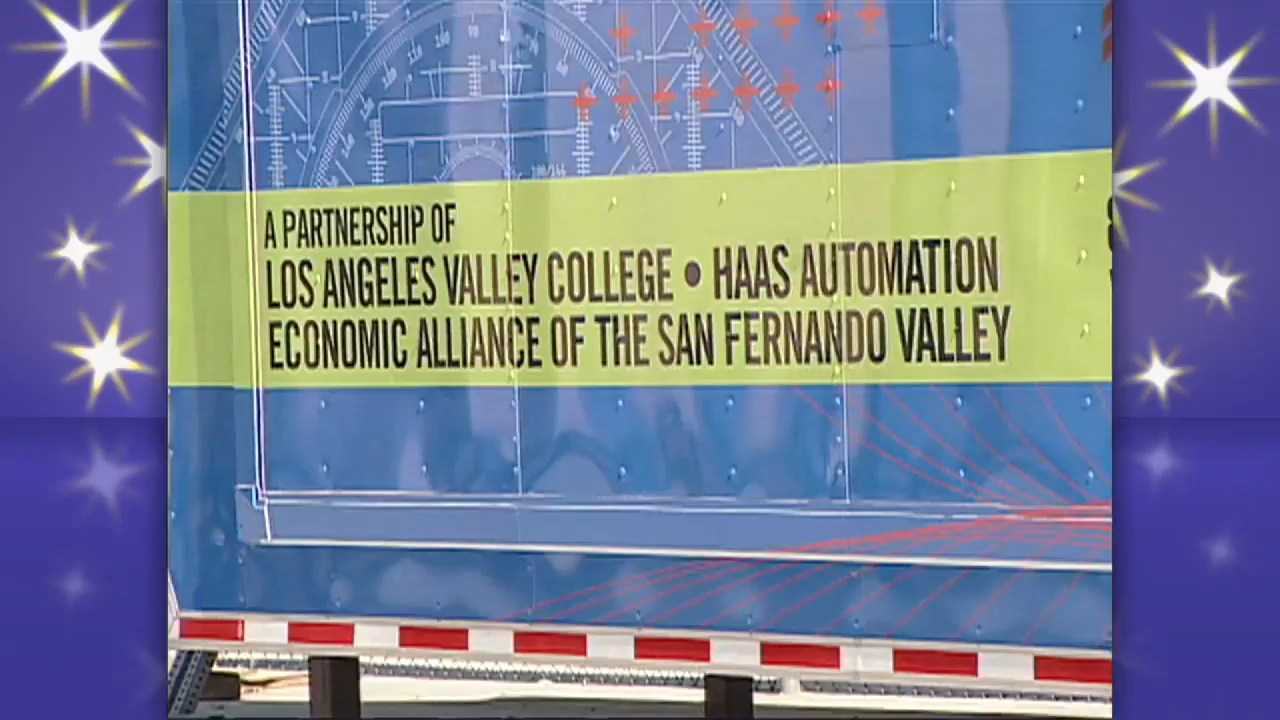 A PARTNERSHIP OF
LOS ANGELES VALLEY COLLEGE • HAAS AUTOMATION
ECONOMIC ALLIANCE OF THE SAN FERNANDO VALLEY